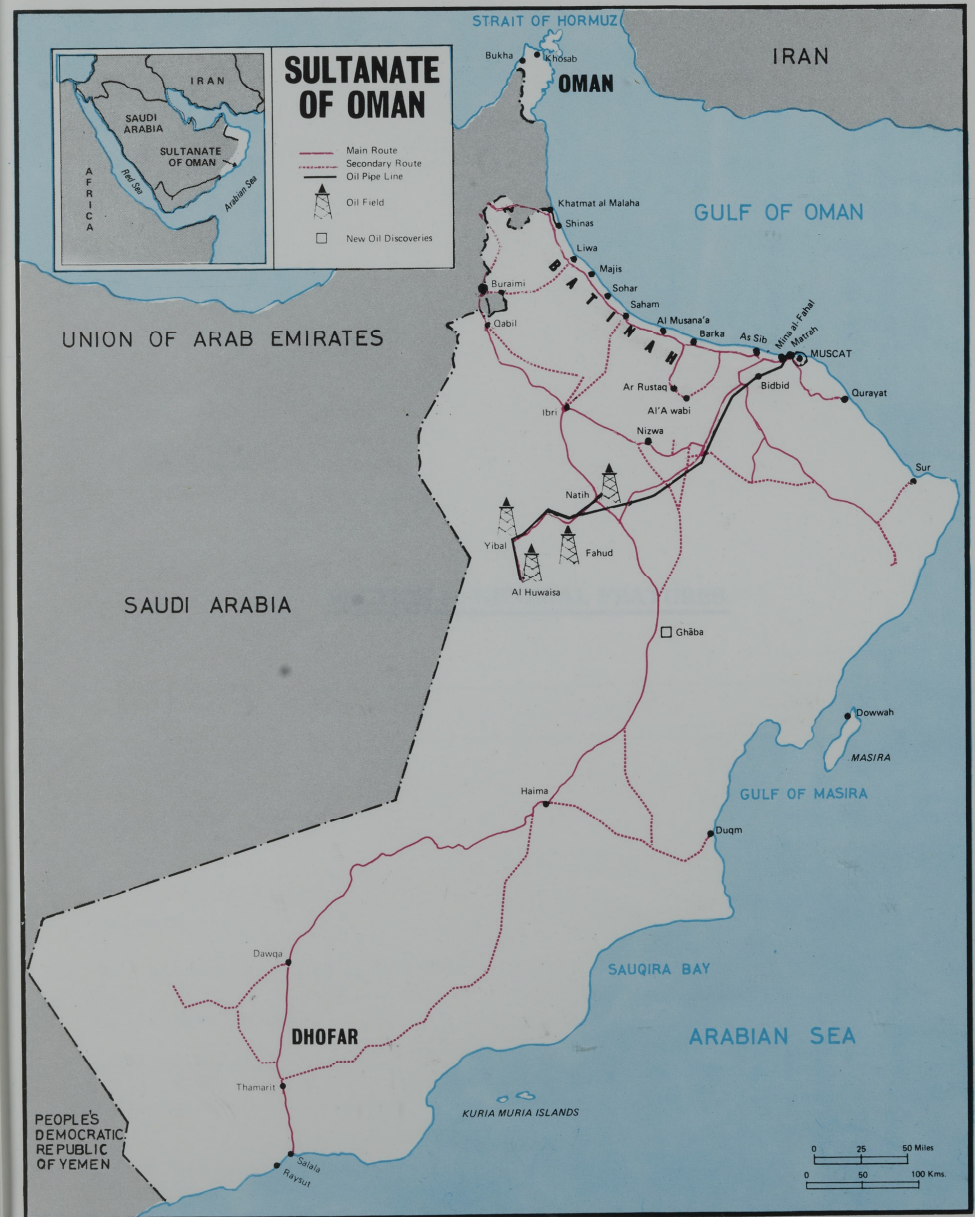 STRAIT OF HORMUZ
Bukha
Khosab
OMAN
IRAN
IRAN
SAUDI
ARABIA
SULTANATE
OF OMAN
AFRICA
Red Sea
Arabian Sea
SULTANATE
OF OMAN
Main Route
Secondary Route
Oil Pipe Line
Oil Field
New Oil Discoveries
GULF OF OMAN
Khatmat al Malaha
Shinas
Liwa
Majis
Sohar
Saham
BATINAH
Al Musana'a
Barka
As Sib
Mina al-Fahal
Matrah
MUSCAT
Buraimi
Qabil
UNION OF ARAB EMIRATES
Ar Rustaq
Al'A wabi
Bidbid
Qurayat
Ibri
Nizwa
Sur
Natih
Yibal
Fahud
Al Huwaisa
SAUDI ARABIA
Ghāba
Dowwah
MASIRA
Haima
GULF OF MASIRA
Duqm
Dawqa
SAUQIRA BAY
DHOFAR
ARABIAN SEA
Thamarit
KURIA MURIA ISLANDS
PEOPLE'S
DEMOCRATIC
REPUBLIC
OF YEMEN
Salala
Raysut
0 25 50 Miles
0 50 100 Kms.